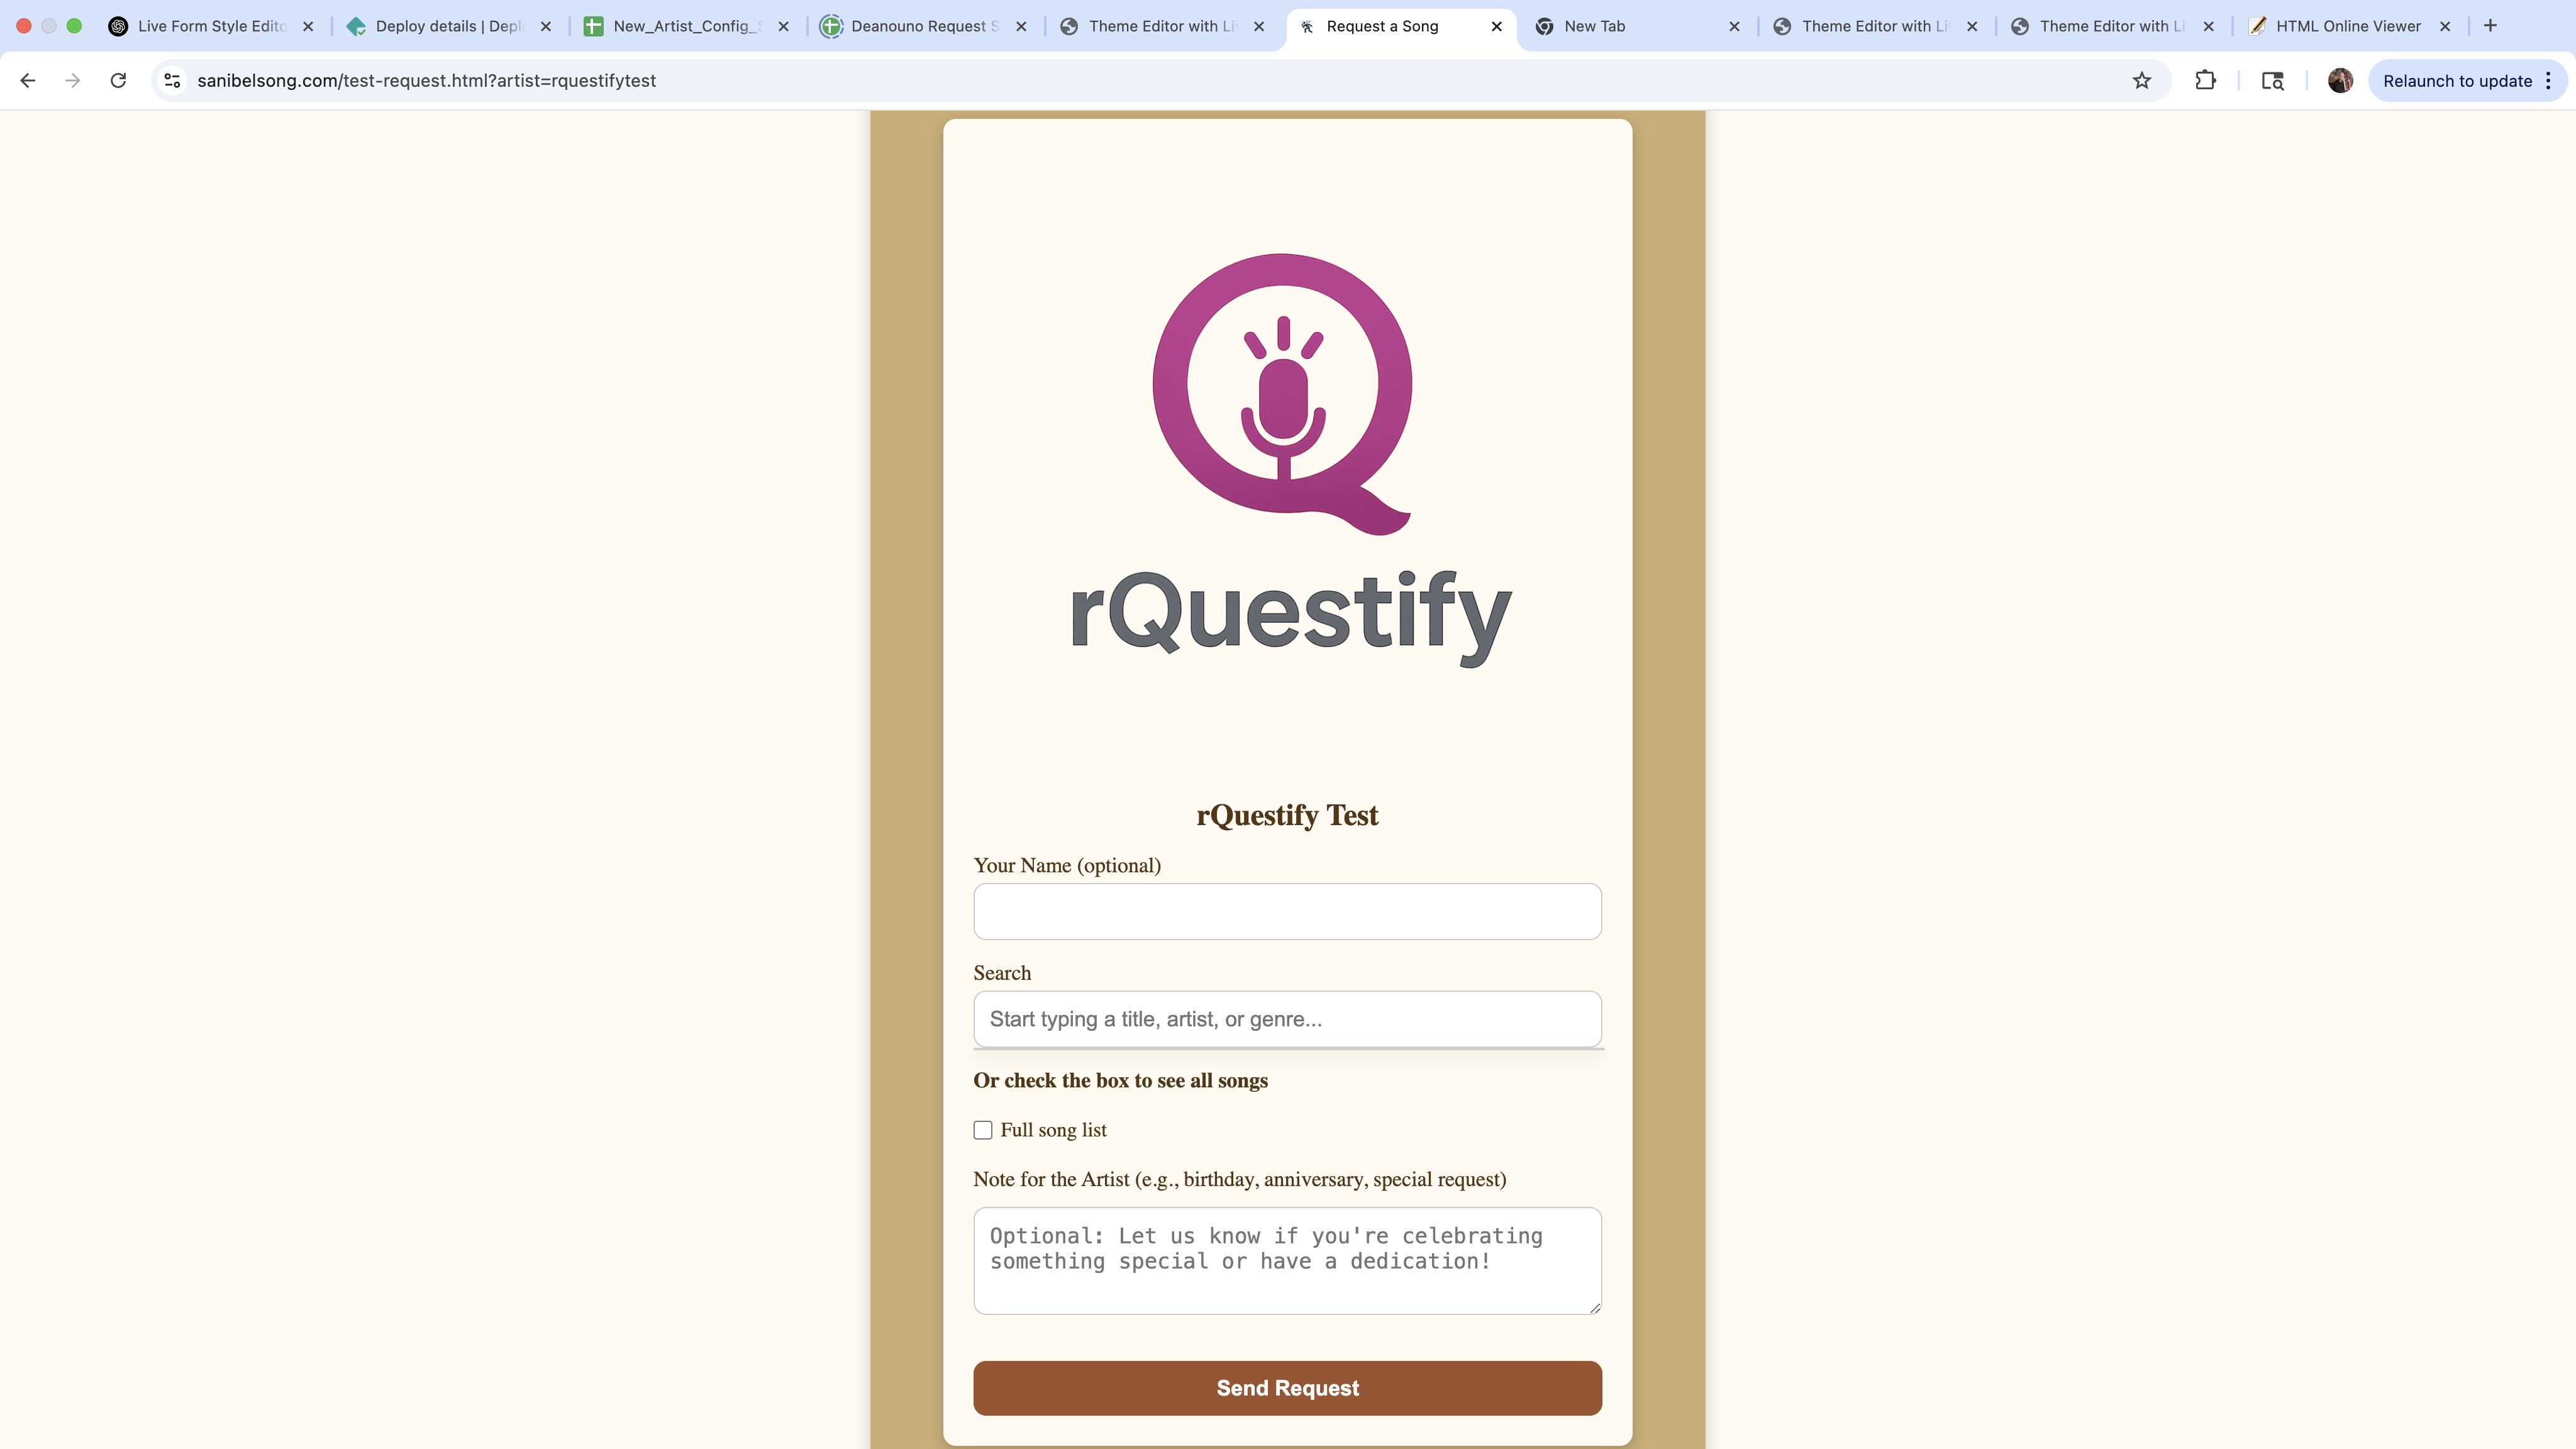 Live Form Style Edito
Deploy details | Depl
New_Artist_Config_S
Deanouno Request S
Theme Editor with Li
Request a Song
New Tab
Theme Editor with Li
Theme Editor with Li
HTML Online Viewer
sanibelsong.com/test-request.html?artist=rquestifytest
Relaunch to update
rQuestify
rQuestify Test
Your Name (optional)
Search
Start typing a title, artist, or genre...
Or check the box to see all songs
Full song list
Note for the Artist (e.g., birthday, anniversary, special request)
Optional: Let us know if you're celebrating
something special or have a dedication!
Send Request